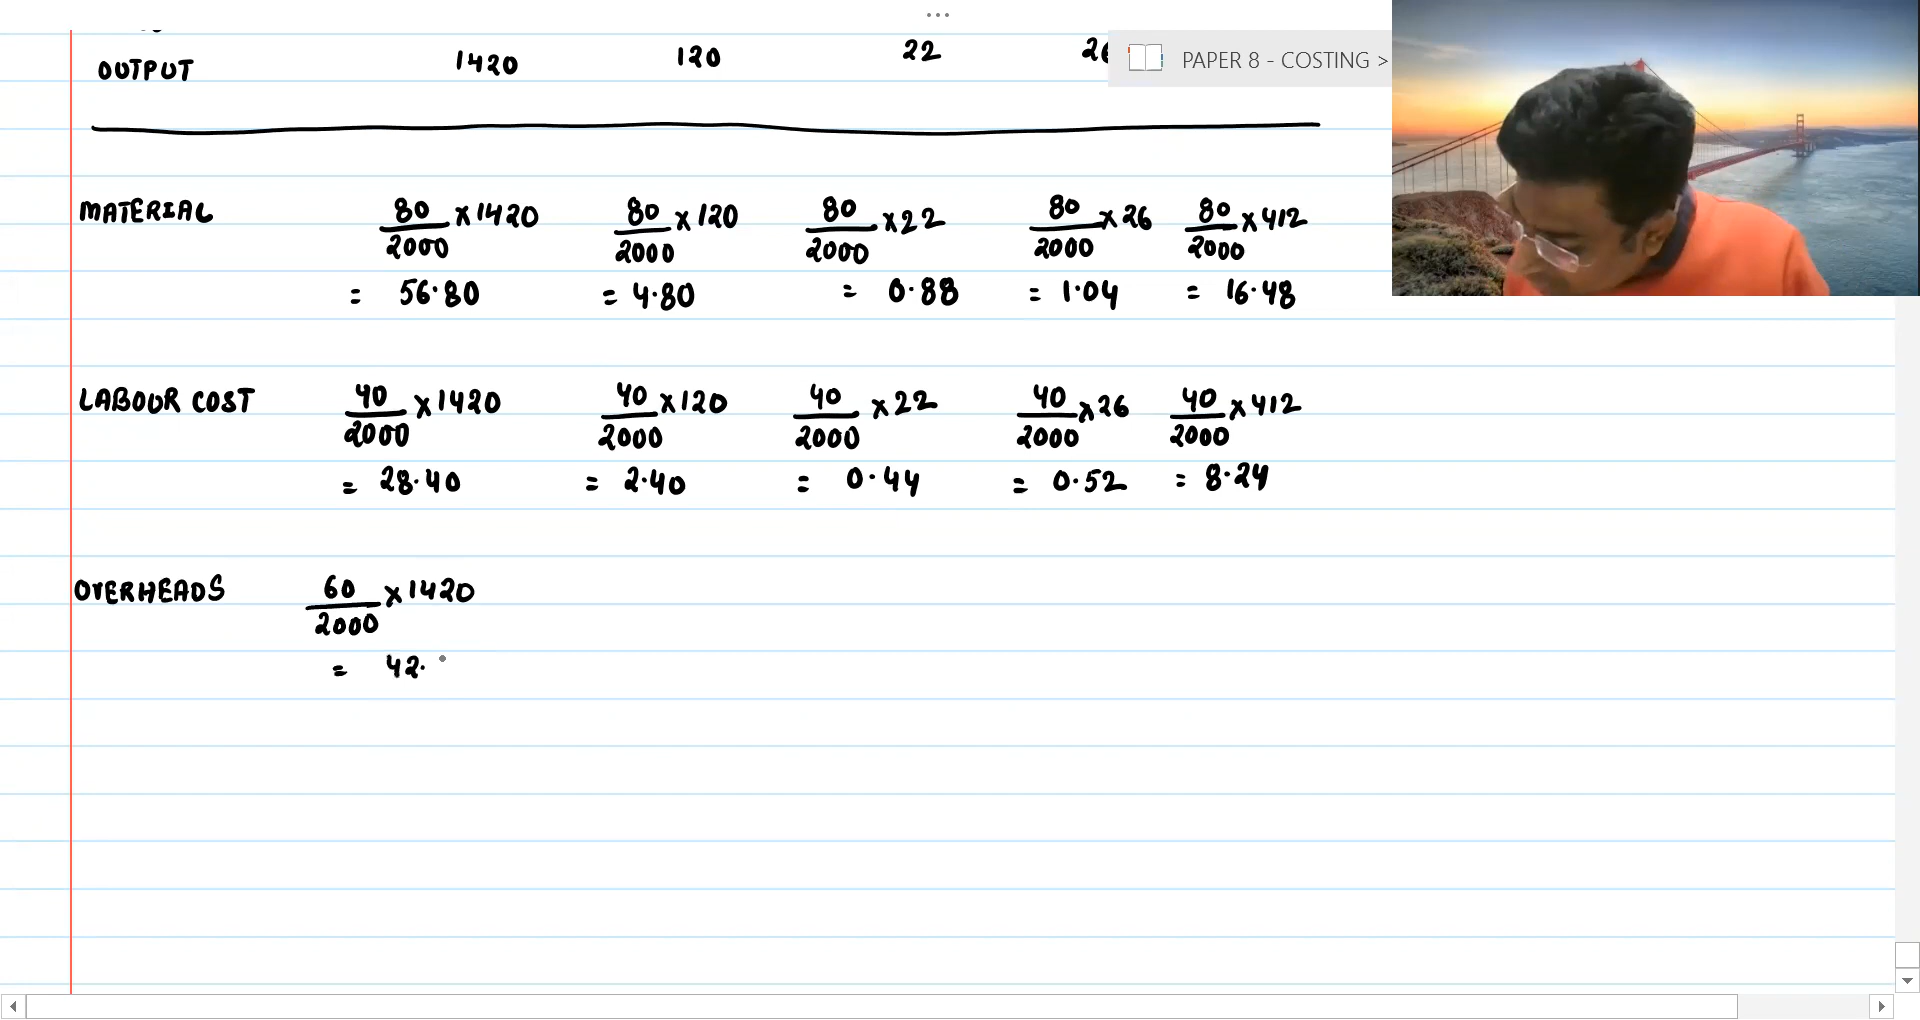 OUTPUT 1420 120 22 26
PAPER 8 - COSTING >
MATERIAL 80/2000 × 1420 80/2000 × 120 80/2000 × 22 80/2000 × 26 80/2000 × 412
= 56.80 = 4.80 = 0.88 = 1.04 = 16.48
LABOUR COST 40/2000 × 1420 40/2000 × 120 40/2000 × 22 40/2000 × 26 40/2000 × 412
= 28.40 = 2.40 = 0.44 = 0.52 = 8.24
OVERHEADS 60/2000 × 1420
= 42.